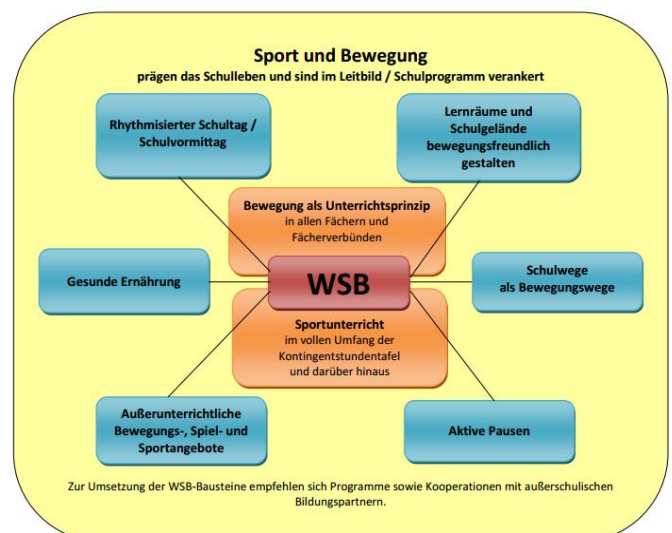 Sport und Bewegung
prägen das Schulleben und sind im Leitbild / Schulprogramm verankert
Rhythmisierter Schultag /
Schulvormittag
Lernräume und
Schulgelände
bewegungsfreundlich
gestalten
Bewegung als Unterrichtsprinzip
in allen Fächern und
Fächerverbünden
Gesunde Ernährung
WSB
Schulwege
als Bewegungswege
Sportunterricht
im vollen Umfang der
Kontingentstundentafel
und darüber hinaus
Außerunterrichtliche
Bewegungs-, Spiel- und
Sportangebote
Aktive Pausen
Zur Umsetzung der WSB-Bausteine empfehlen sich Programme sowie Kooperationen mit außerschulischen
Bildungspartnern.